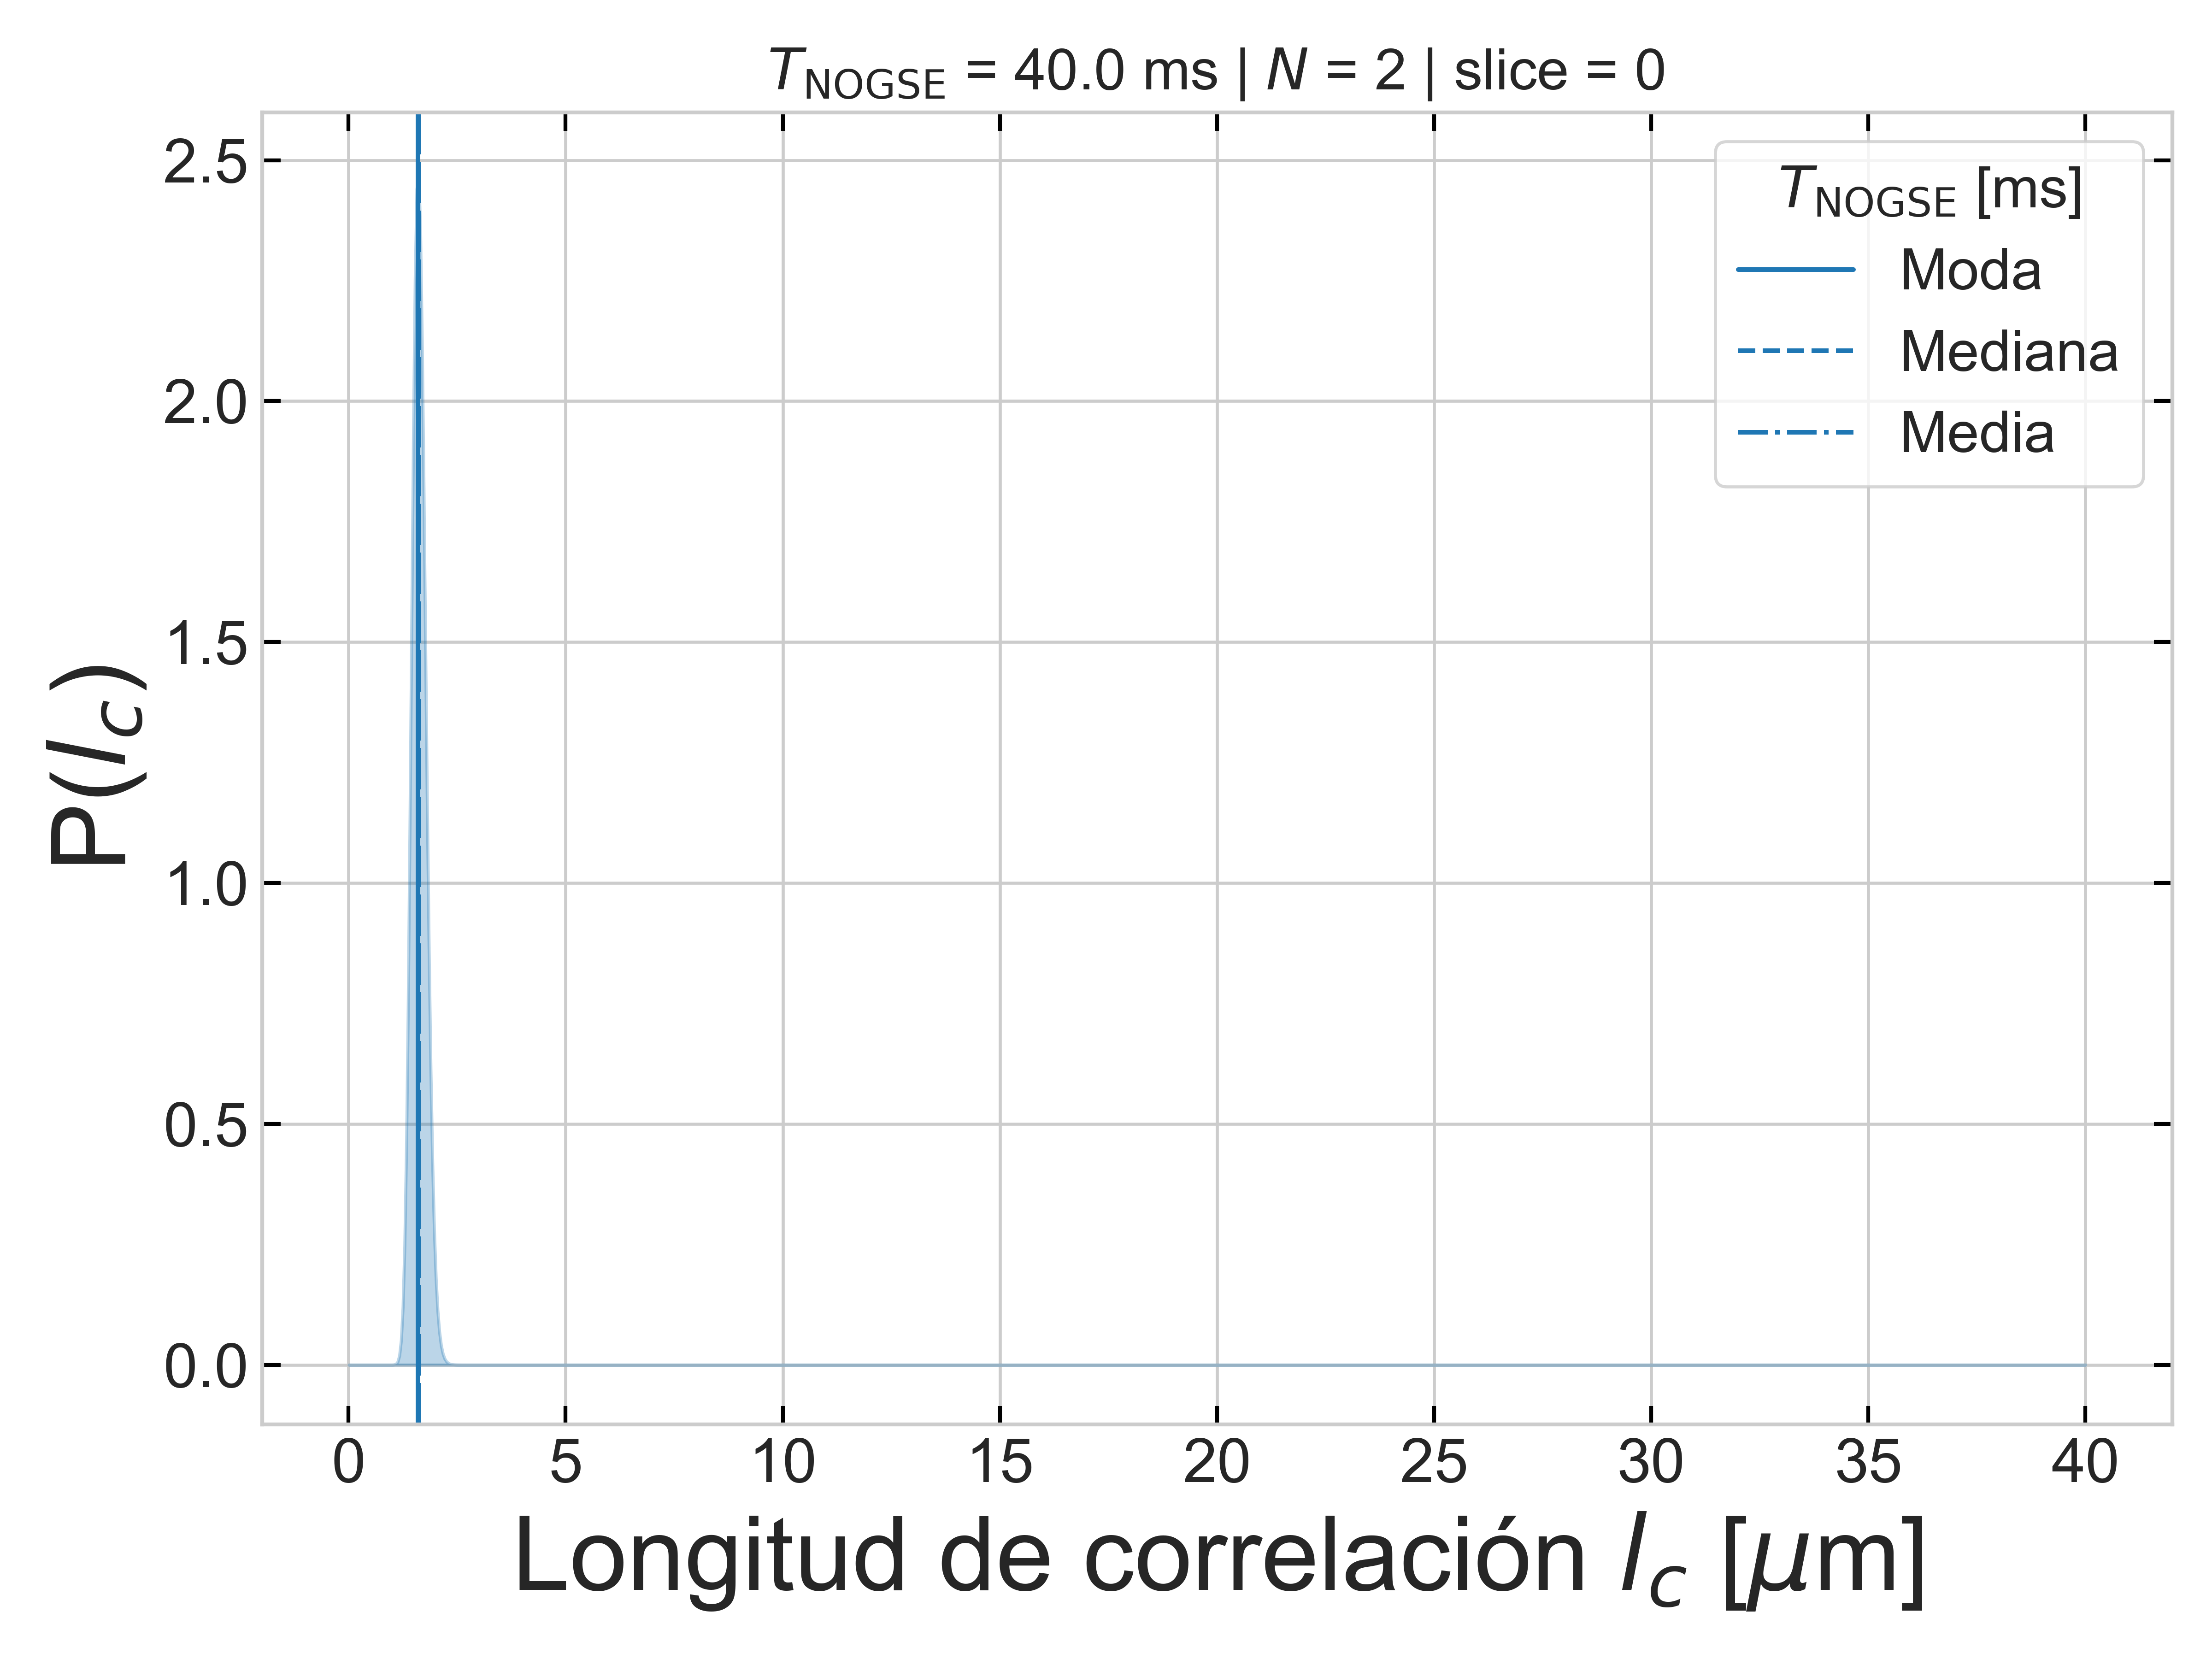 T_NOGSE = 40.0 ms | N = 2 | slice = 0
T_NOGSE [ms]
Moda
Mediana
Media
P(l_c)
2.5
2.0
1.5
1.0
0.5
0.0
0 5 10 15 20 25 30 35 40
Longitud de correlación l_c [μm]